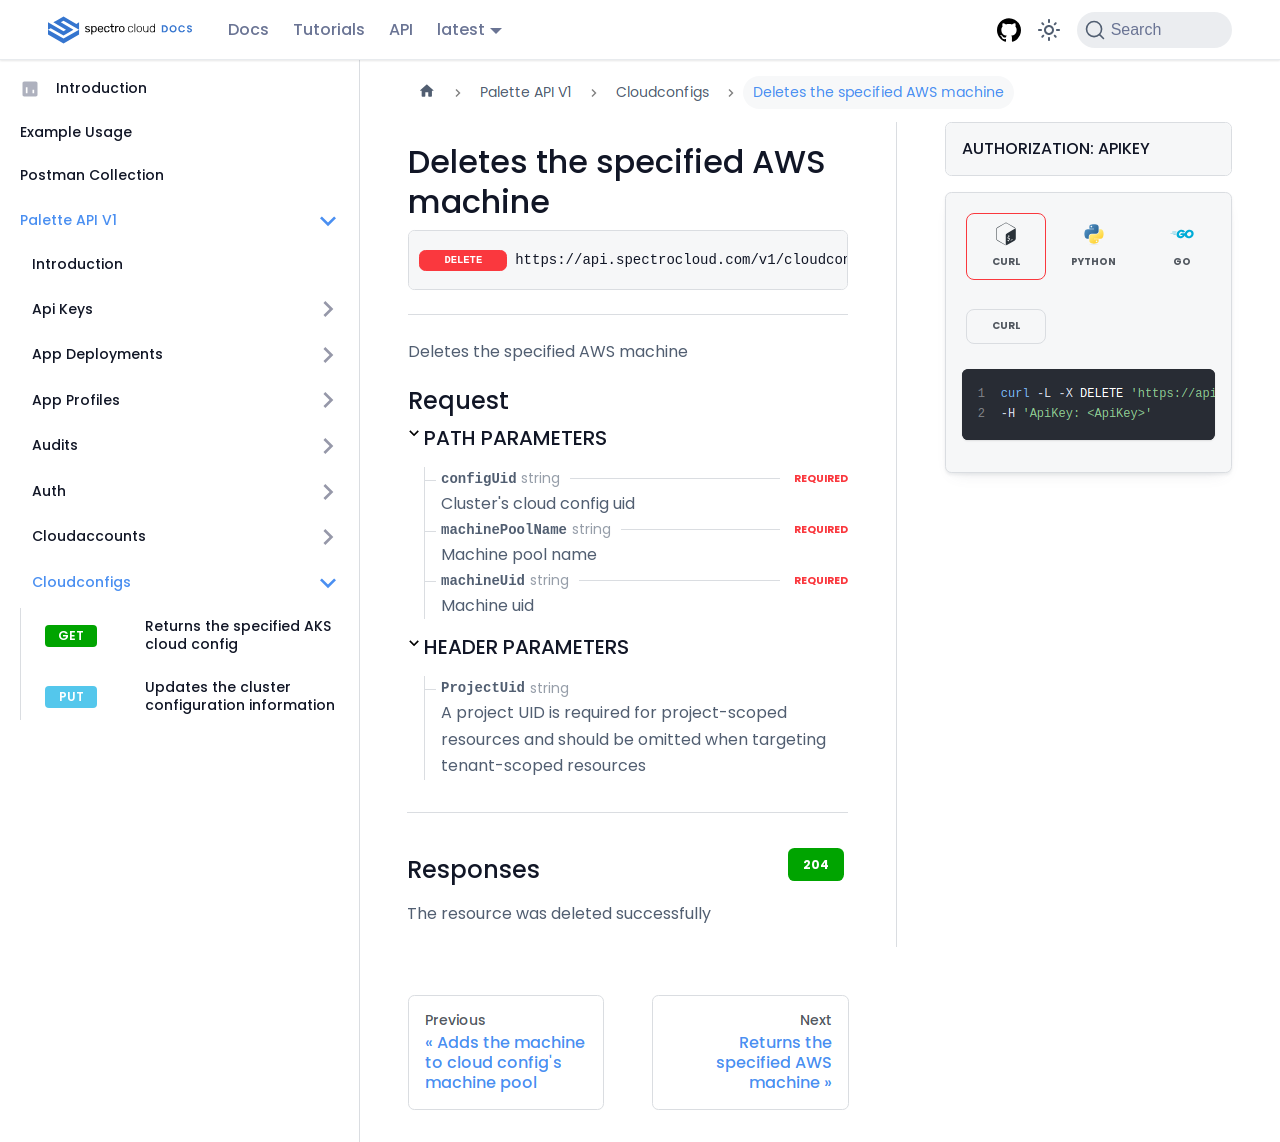 spectro cloud DOCS
Docs
Tutorials
API
latest
Search
Introduction
Example Usage
Postman Collection
Palette API V1
Introduction
Api Keys
App Deployments
App Profiles
Audits
Auth
Cloudaccounts
Cloudconfigs
GET
Returns the specified AKS
cloud config
PUT
Updates the cluster
configuration information
Palette API V1
Cloudconfigs
Deletes the specified AWS machine
Deletes the specified AWS
machine
DELETE
https://api.spectrocloud.com/v1/cloudcon
Deletes the specified AWS machine
Request
PATH PARAMETERS
configUid string
REQUIRED
Cluster's cloud config uid
machinePoolName string
REQUIRED
Machine pool name
machineUid string
REQUIRED
Machine uid
HEADER PARAMETERS
ProjectUid string
A project UID is required for project-scoped
resources and should be omitted when targeting
tenant-scoped resources
Responses
204
The resource was deleted successfully
Previous
« Adds the machine
to cloud config's
machine pool
Next
Returns the
specified AWS
machine »
AUTHORIZATION: APIKEY
CURL
PYTHON
GO
GO
CURL
1 curl -L -X DELETE 'https://api
2 -H 'ApiKey: <ApiKey>'